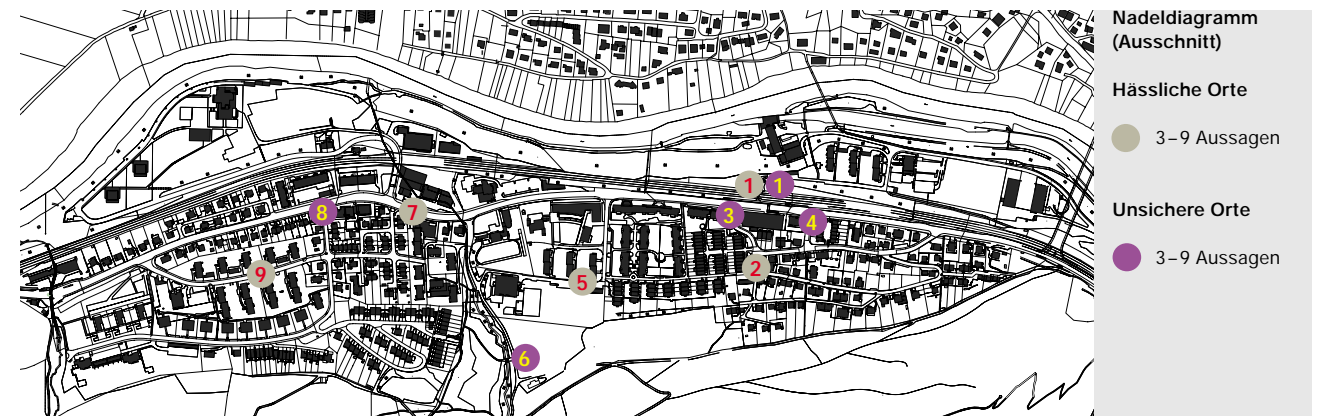 Nadeldiagramm
(Ausschnitt)
Hässliche Orte
3–9 Aussagen
Unsichere Orte
3–9 Aussagen
1 1
3 4
8 7
2
9
5
6